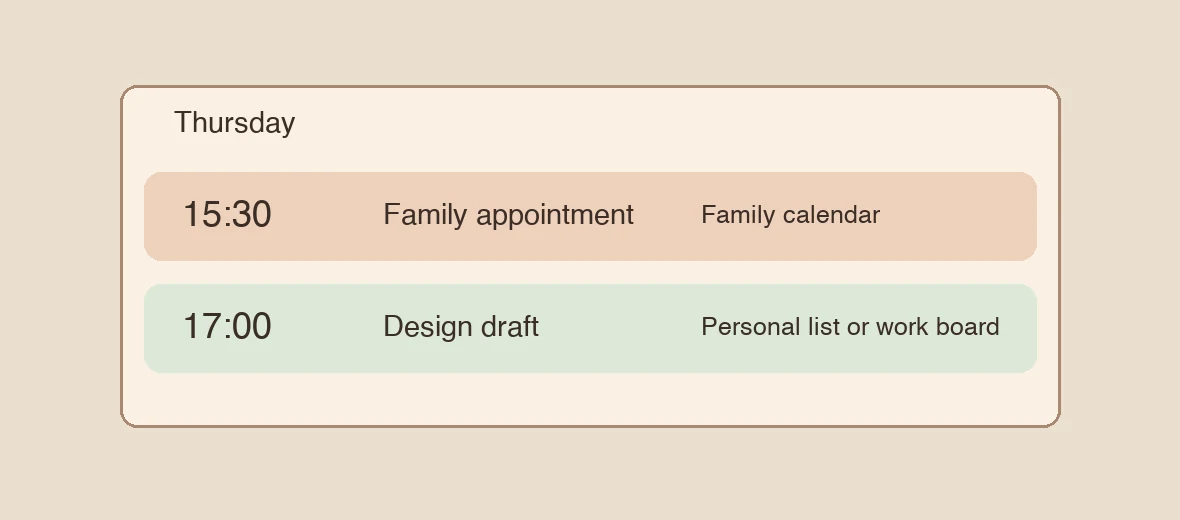 Thursday
15:30 Family appointment Family calendar
17:00 Design draft Personal list or work board